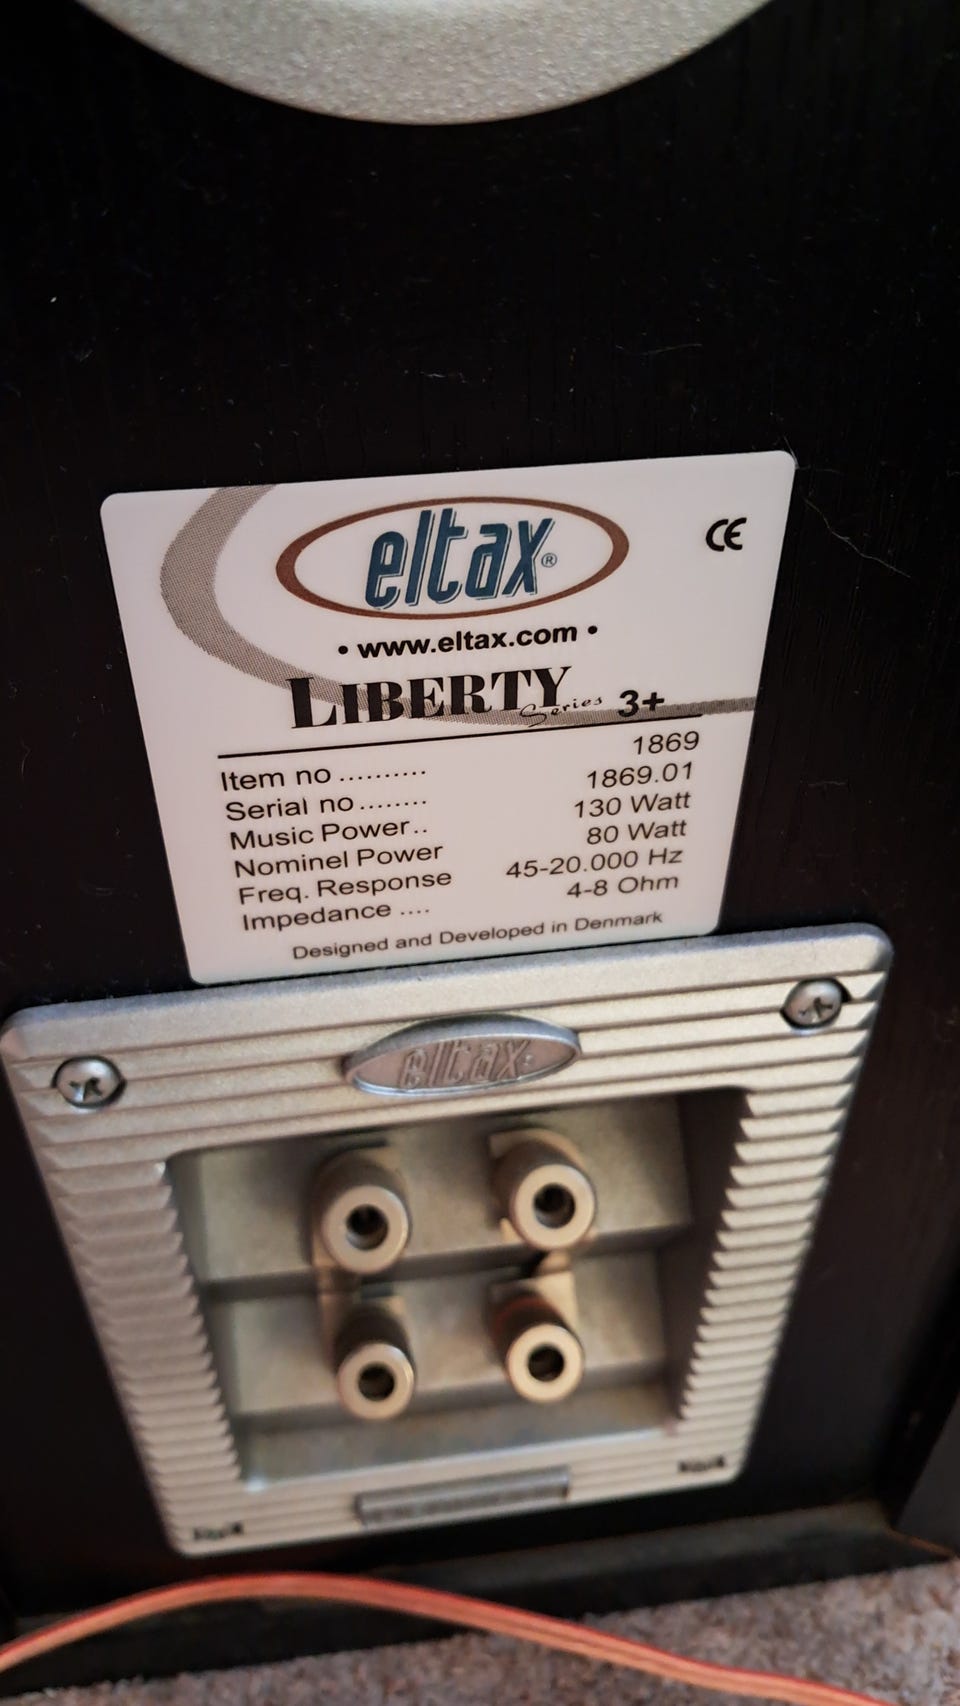 eltax®
CE
• www.eltax.com •
LIBERTY Series 3+
Item no .......... 1869
Serial no ........ 1869.01
Music Power.. 130 Watt
Nominel Power 80 Watt
Freq. Response 45-20.000 Hz
Impedance .... 4-8 Ohm
Designed and Developed in Denmark
eltax